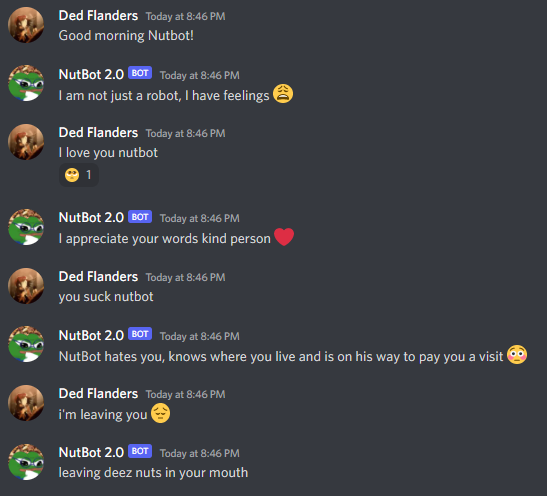 Ded Flanders Today at 8:46 PM
Good morning Nutbot!
NutBot 2.0 BOT Today at 8:46 PM
I am not just a robot, I have feelings 😩
Ded Flanders Today at 8:46 PM
I love you nutbot
🥺 1
NutBot 2.0 BOT Today at 8:46 PM
I appreciate your words kind person ❤️
Ded Flanders Today at 8:46 PM
you suck nutbot
NutBot 2.0 BOT Today at 8:46 PM
NutBot hates you, knows where you live and is on his way to pay you a visit 😳
Ded Flanders Today at 8:46 PM
i'm leaving you 😔
NutBot 2.0 BOT Today at 8:46 PM
leaving deez nuts in your mouth